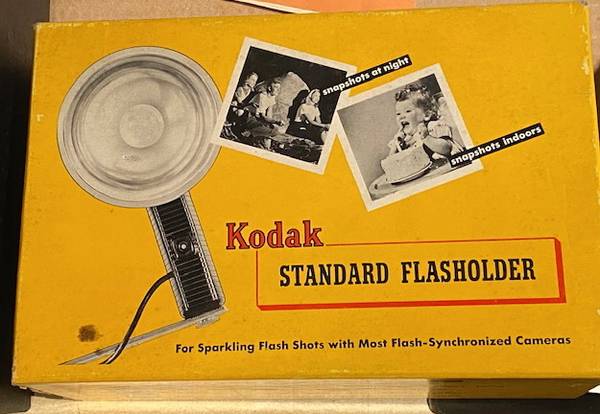 snapshots at night
snapshots indoors
Kodak
STANDARD FLASHOLDER
For Sparkling Flash Shots with Most Flash-Synchronized Cameras